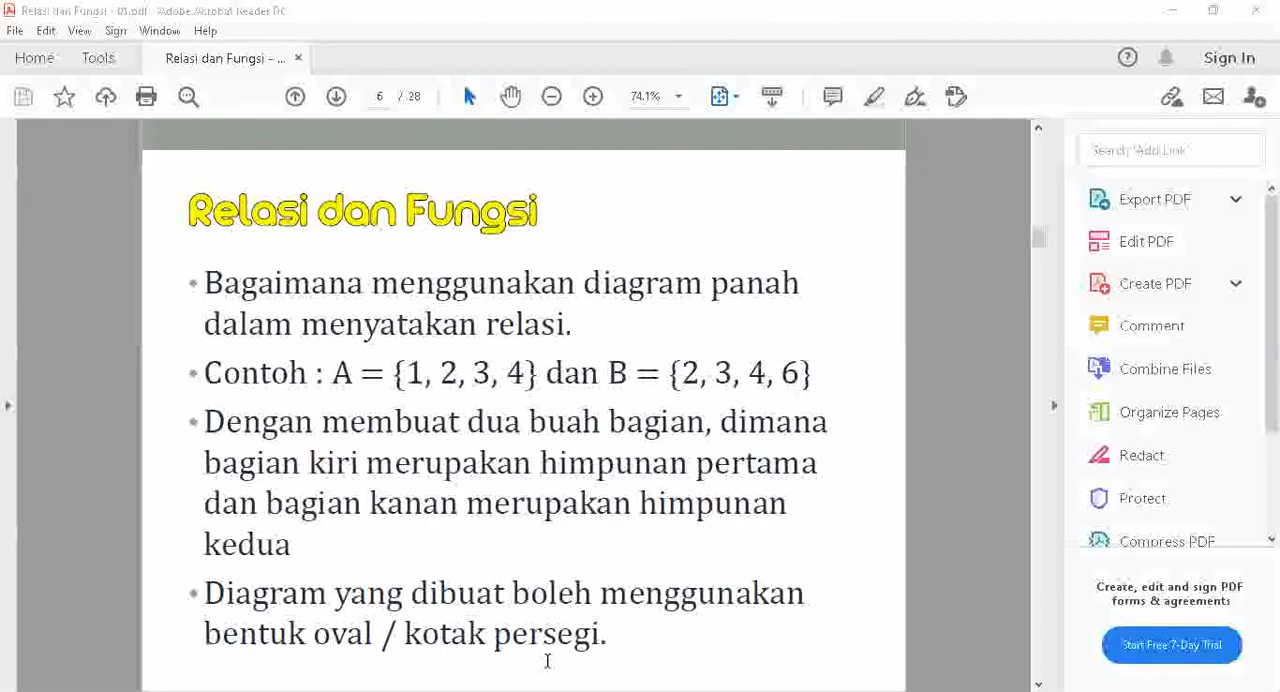 Relasi dan Fungsi - 01.pdf - Adobe Acrobat Reader DC
File Edit View Sign Window Help
Home Tools Relasi dan Fungsi - ... Sign In
6 / 28 74.1%
Search 'Add Link'
Relasi dan Fungsi
Bagaimana menggunakan diagram panah
dalam menyatakan relasi.
Contoh : A = {1, 2, 3, 4} dan B = {2, 3, 4, 6}
Dengan membuat dua buah bagian, dimana
bagian kiri merupakan himpunan pertama
dan bagian kanan merupakan himpunan
kedua
Diagram yang dibuat boleh menggunakan
bentuk oval / kotak persegi.
Export PDF
Edit PDF
Create PDF
Comment
Combine Files
Organize Pages
Redact
Protect
Compress PDF
Create, edit and sign PDF
forms & agreements
Start Free 7-Day Trial